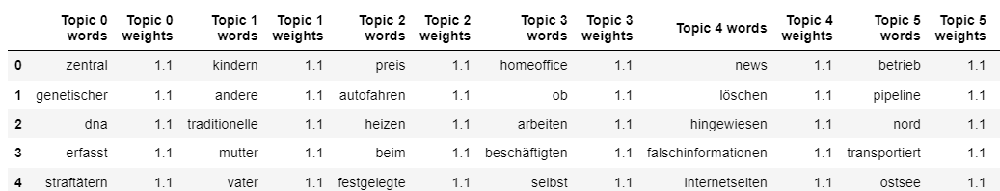 Topic 0 words Topic 0 weights Topic 1 words Topic 1 weights Topic 2 words Topic 2 weights Topic 3 words Topic 3 weights Topic 4 words Topic 4 weights Topic 5 words Topic 5 weights
0 zentral 1.1 kindern 1.1 preis 1.1 homeoffice 1.1 news 1.1 betrieb 1.1
1 genetischer 1.1 andere 1.1 autofahren 1.1 ob 1.1 löschen 1.1 pipeline 1.1
2 dna 1.1 traditionelle 1.1 heizen 1.1 arbeiten 1.1 hingewiesen 1.1 nord 1.1
3 erfasst 1.1 mutter 1.1 beim 1.1 beschäftigten 1.1 falschinformationen 1.1 transportiert 1.1
4 straftätern 1.1 vater 1.1 festgelegte 1.1 selbst 1.1 internetseiten 1.1 ostsee 1.1